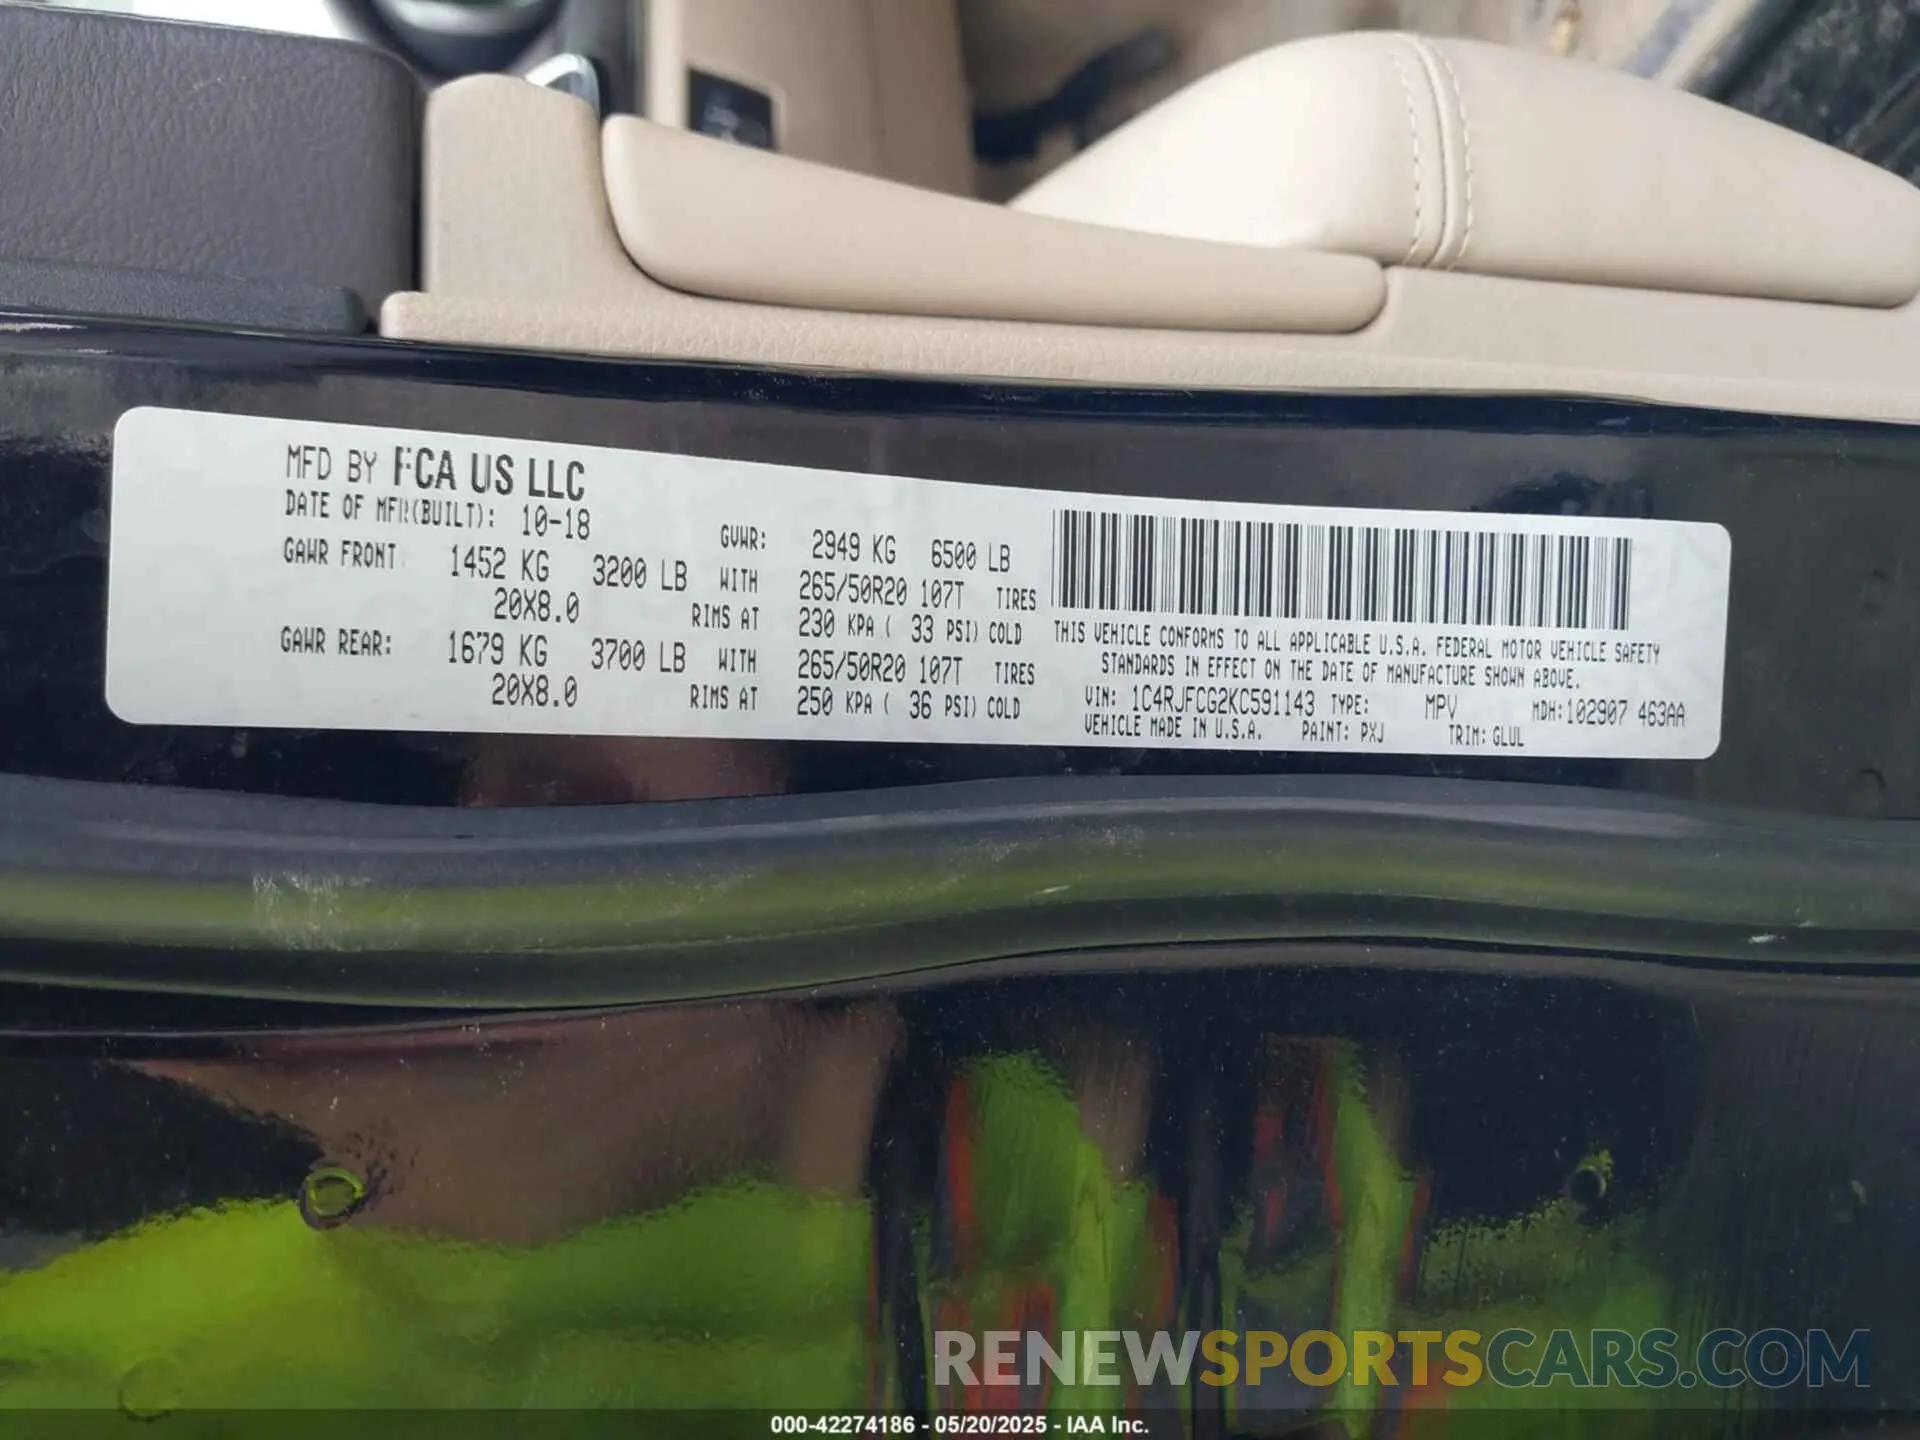 MFD BY FCA US LLC
DATE OF MFR(BUILT): 10-18
GVWR: 2949 KG 6500 LB
GAWR FRONT 1452 KG 3200 LB WITH 265/50R20 107T TIRES
20X8.0 RIMS AT 230 KPA ( 33 PSI) COLD
GAWR REAR: 1679 KG 3700 LB WITH 265/50R20 107T TIRES
20X8.0 RIMS AT 250 KPA ( 36 PSI) COLD
THIS VEHICLE CONFORMS TO ALL APPLICABLE U.S.A. FEDERAL MOTOR VEHICLE SAFETY
STANDARDS IN EFFECT ON THE DATE OF MANUFACTURE SHOWN ABOVE.
VIN: 1C4RJFCG2KC591143 TYPE: MPV MDH:102907 463AA
VEHICLE MADE IN U.S.A. PAINT: PXJ TRIM: GLUL
RENEWSPORTSCARS.COM
000-42274186 - 05/20/2025 - IAA Inc.